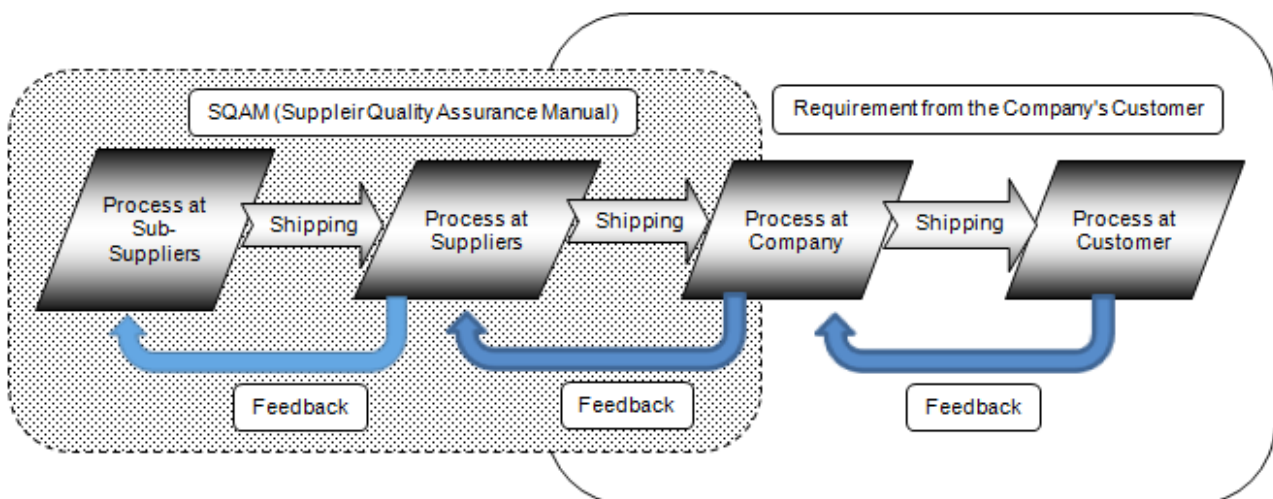 SQAM (Suppleir Quality Assurance Manual)
Requirement from the Company's Customer
Process at
Sub-
Suppliers
Shipping
Process at
Suppliers
Shipping
Process at
Company
Shipping
Process at
Customer
Feedback
Feedback
Feedback